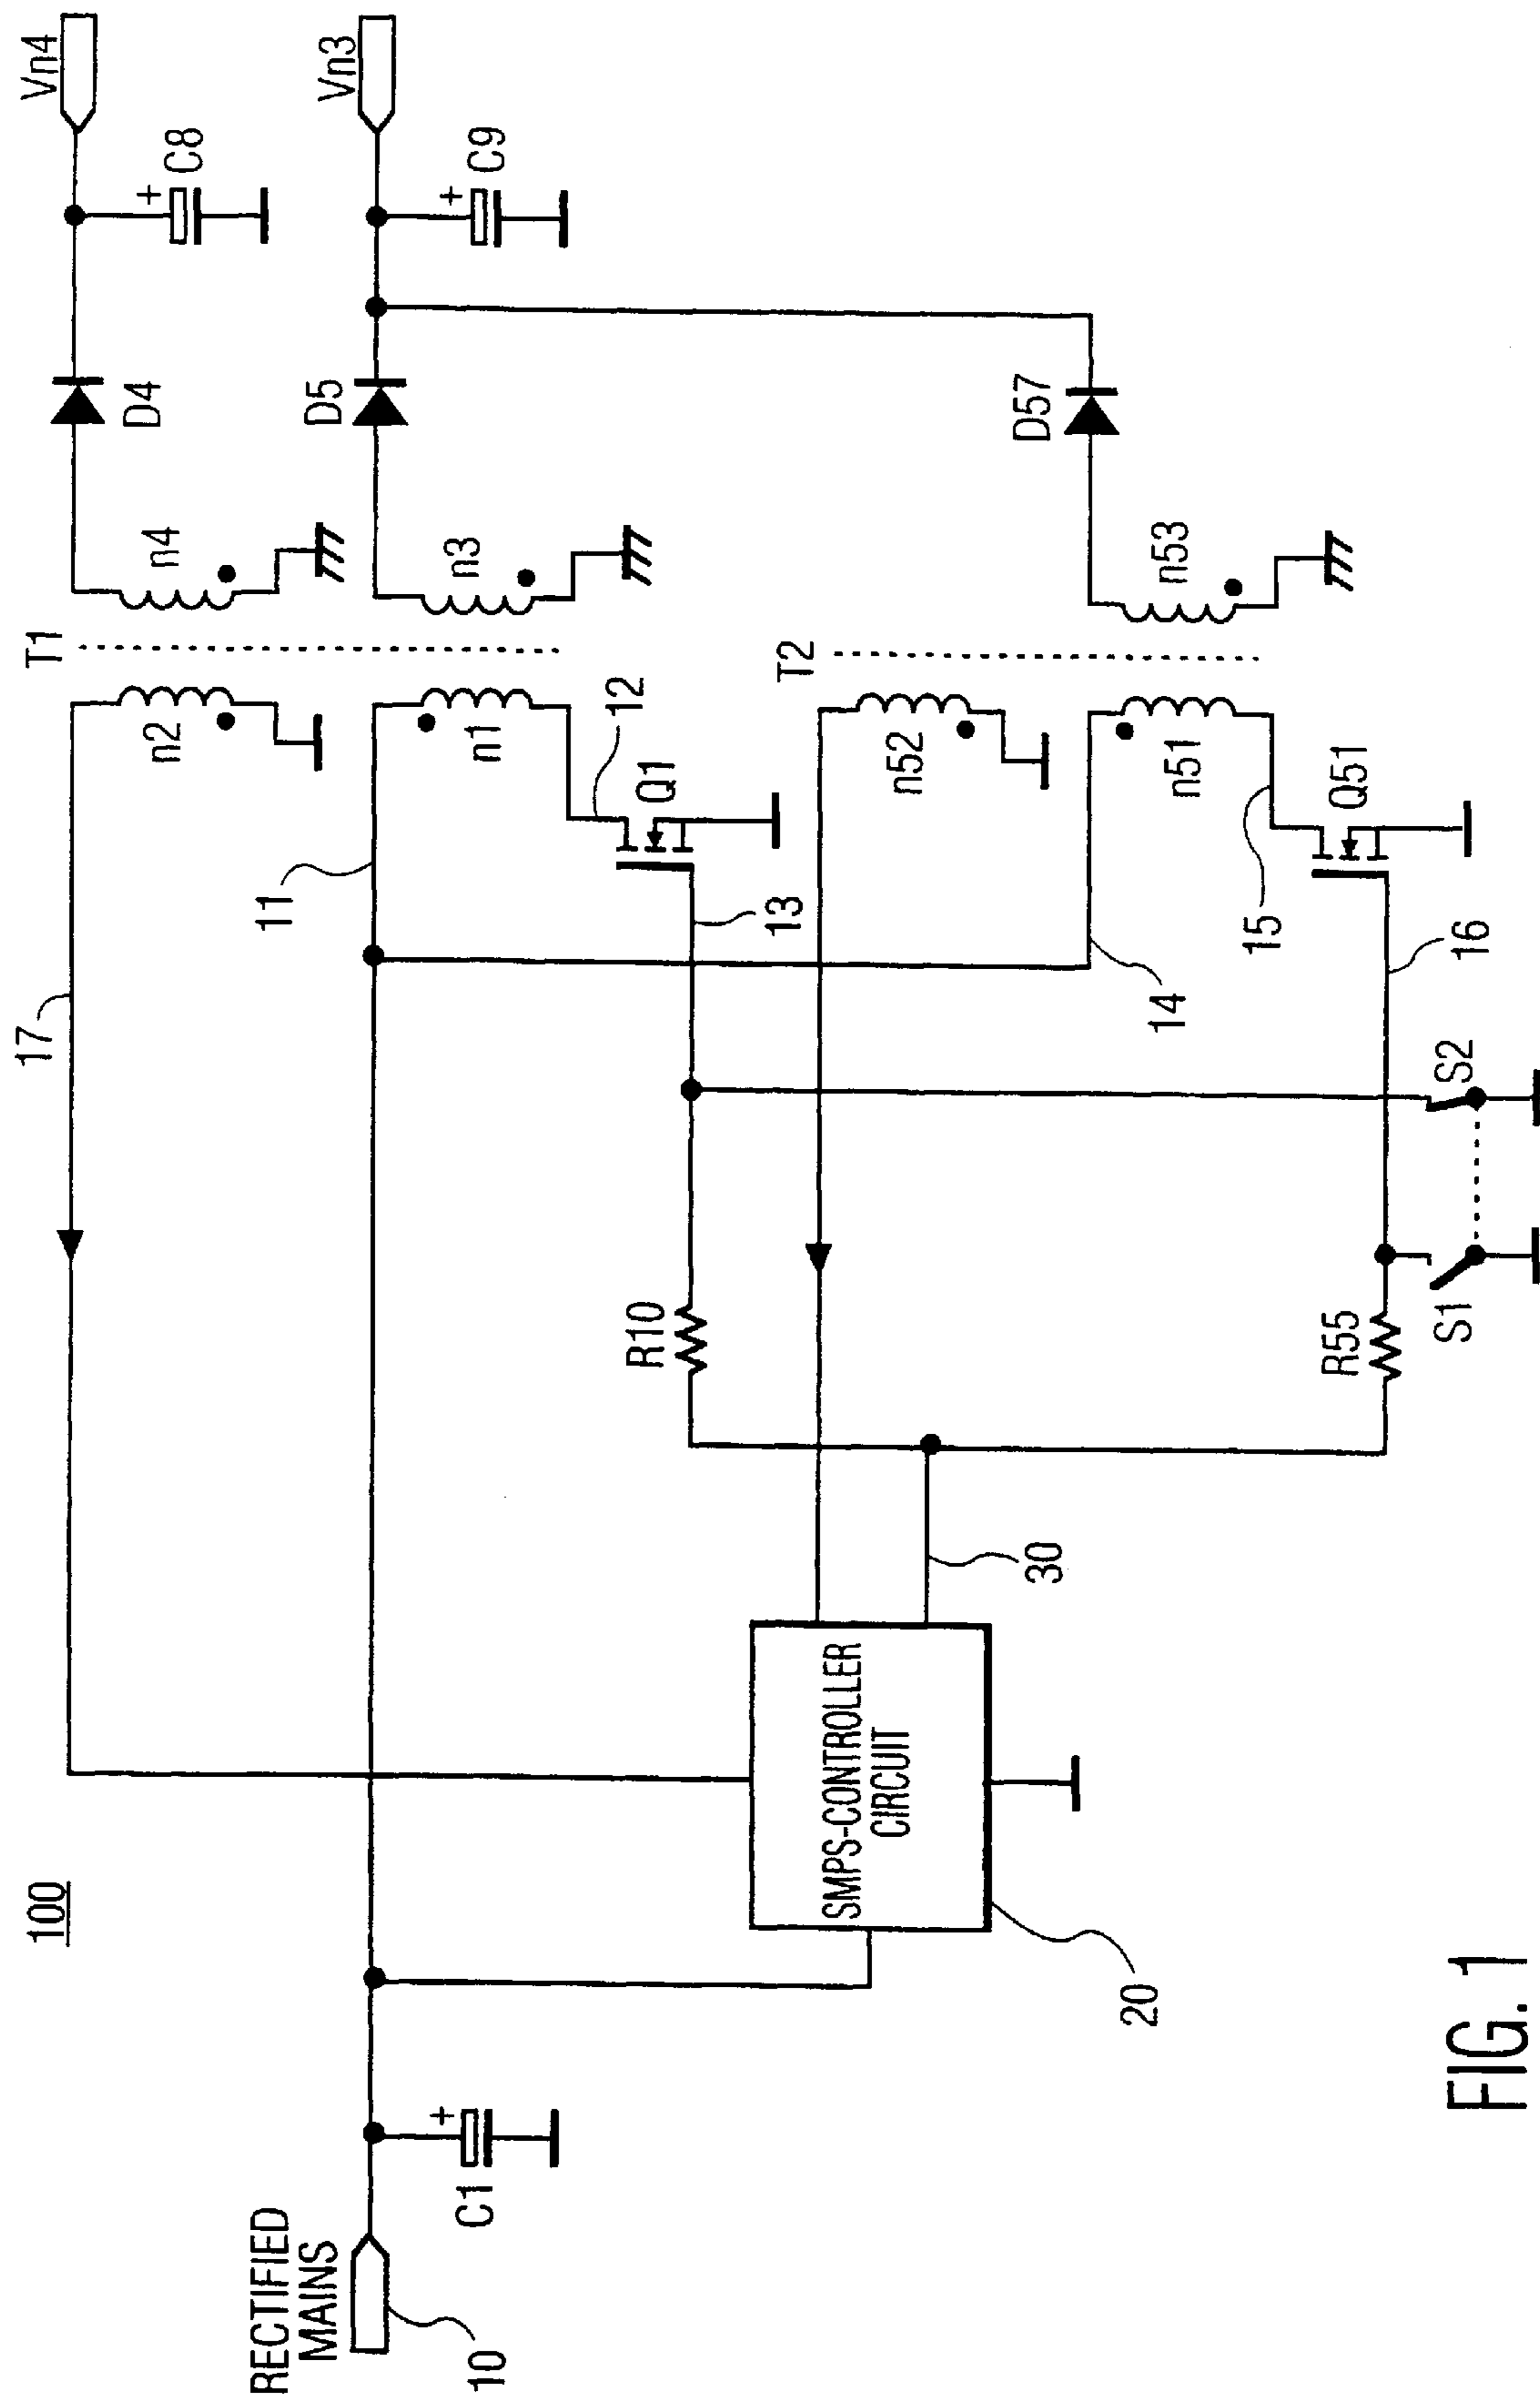 100
17
T1
n2
n4
D4
C8
+
Vn4
RECTIFIED
MAINS
10
C1
+
11
n1
n3
D5
C9
+
Vn3
12
Q1
13
R10
T2
n52
n53
D57
14
n51
15
Q51
16
SMPS-CONTROLLER
CIRCUIT
20
30
R55
S1
S2
FIG. 1